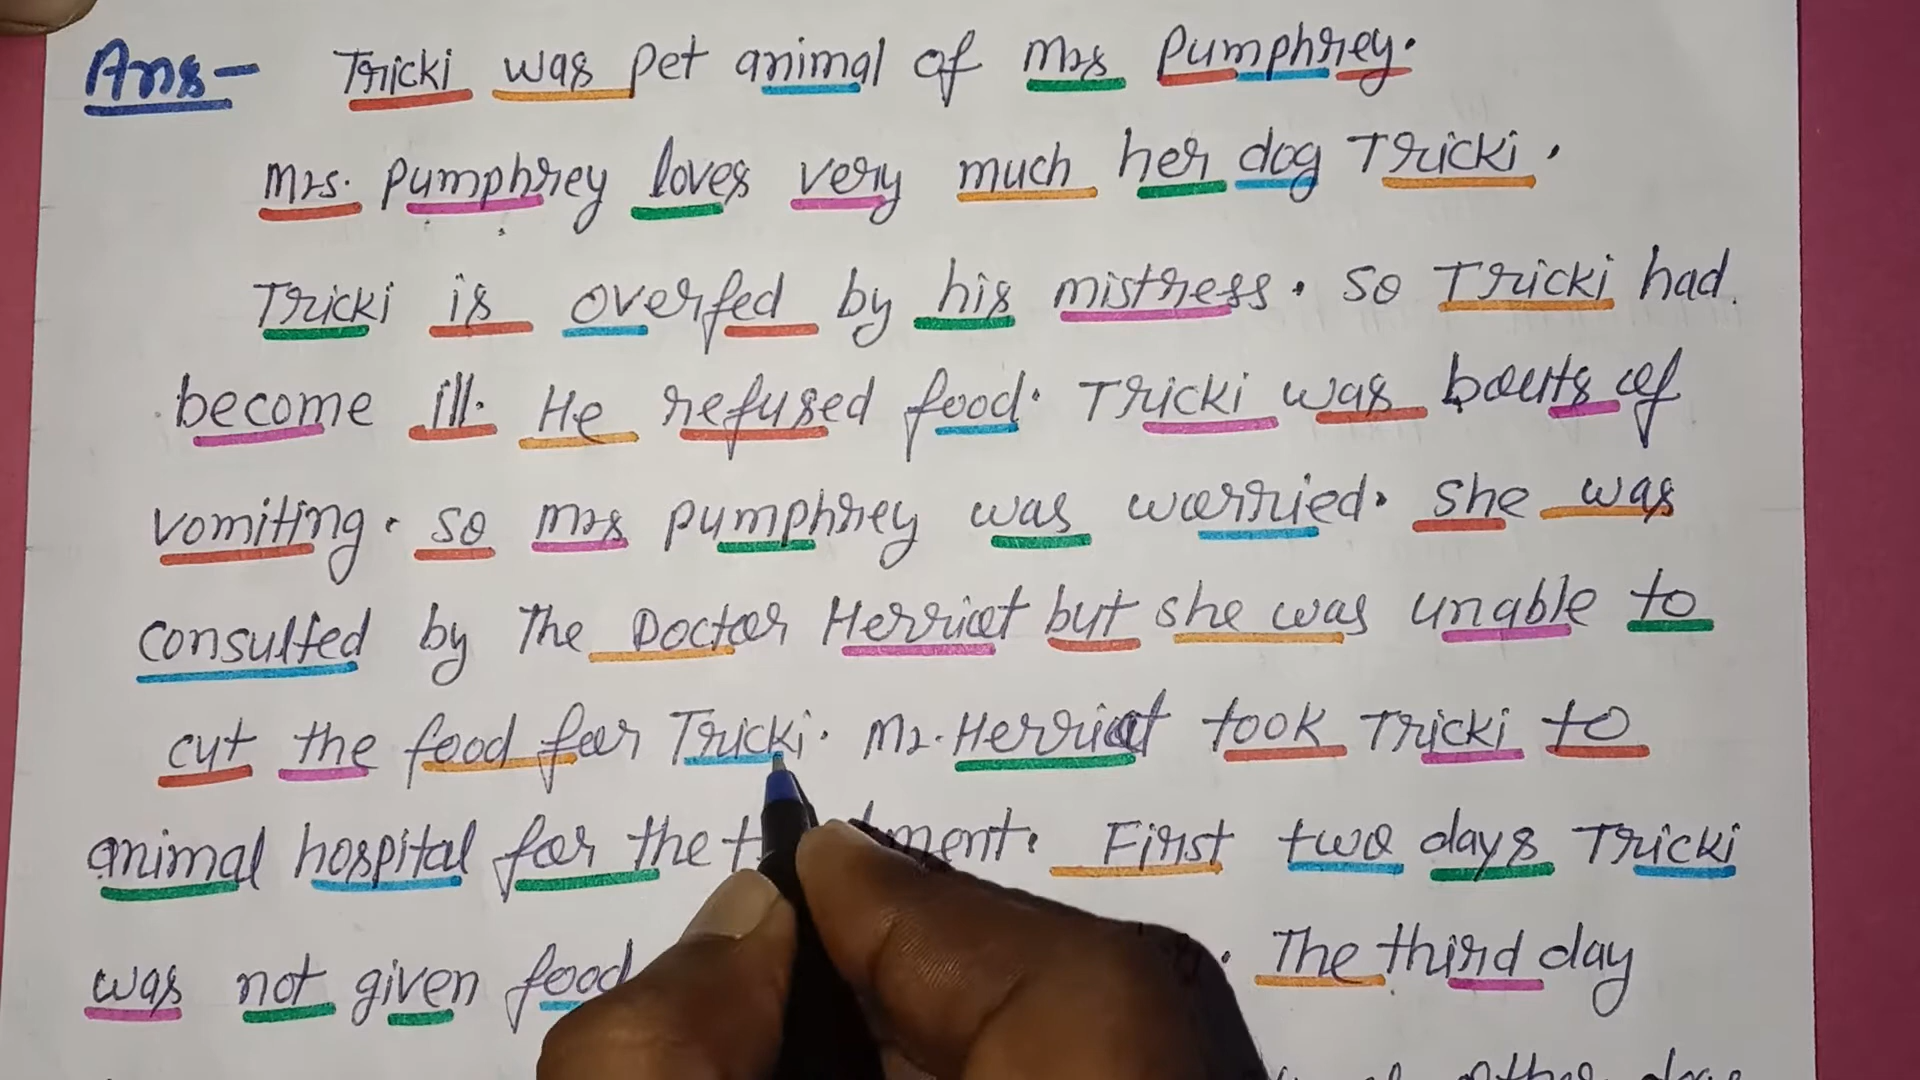 Ans- Tricki was pet animal of Mrs Pumphrey.
Mrs. Pumphrey loves very much her dog Tricki.
Tricki is overfed by his mistress. So Tricki had
become ill. He refused food. Tricki was bouts of
vomiting. so Mrs pumphrey was worried. She was
consulted by the Doctor Herriot but she was unable to
cut the food for Tricki. Mr. Herriot took Tricki to
animal hospital for the ment. First two days Tricki
was not given food The third day
other dogs